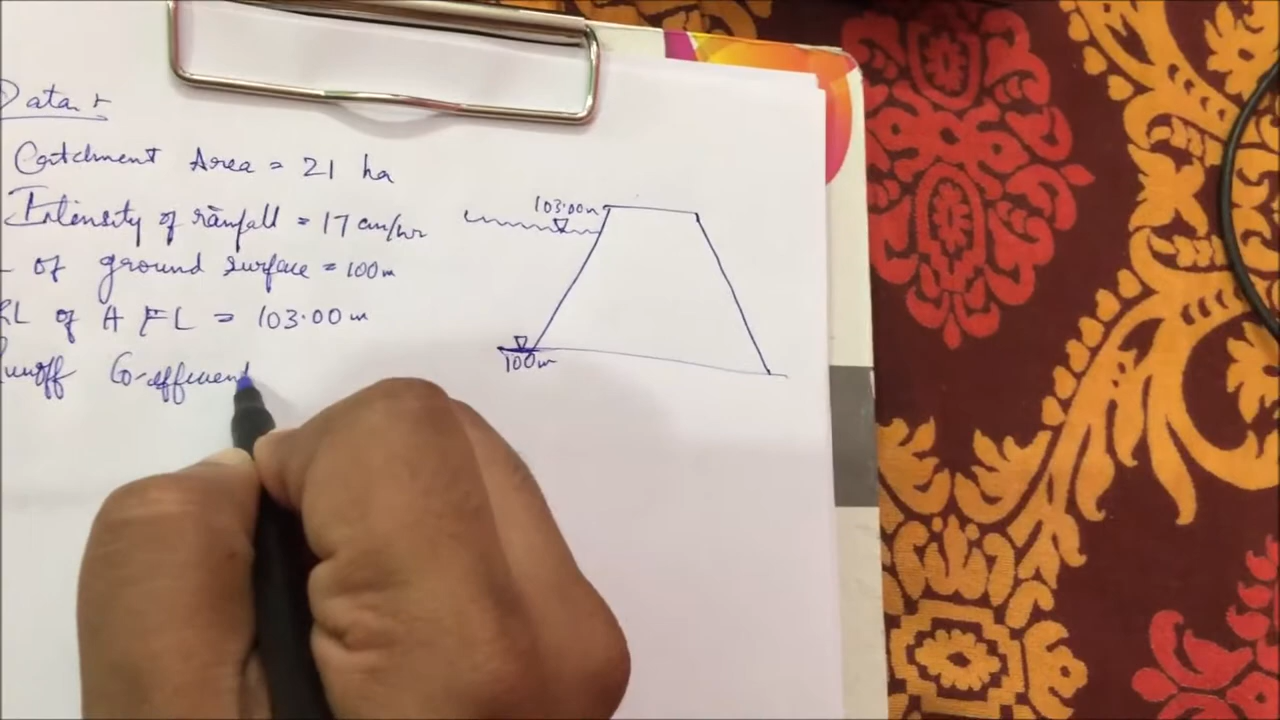 Data :-
Catchment Area = 21 ha
Intensity of rainfall = 17 cm/hr
L of ground surface = 100m
RL of A F L = 103.00 m
Runoff Co-efficient
103.00m
100m